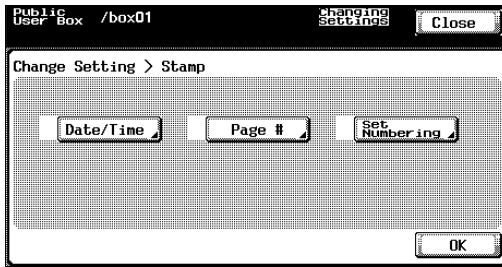 Public
User Box /box01
Changing
Settings
Close
Change Setting > Stamp
Date/Time
Page #
Set
Numbering
OK